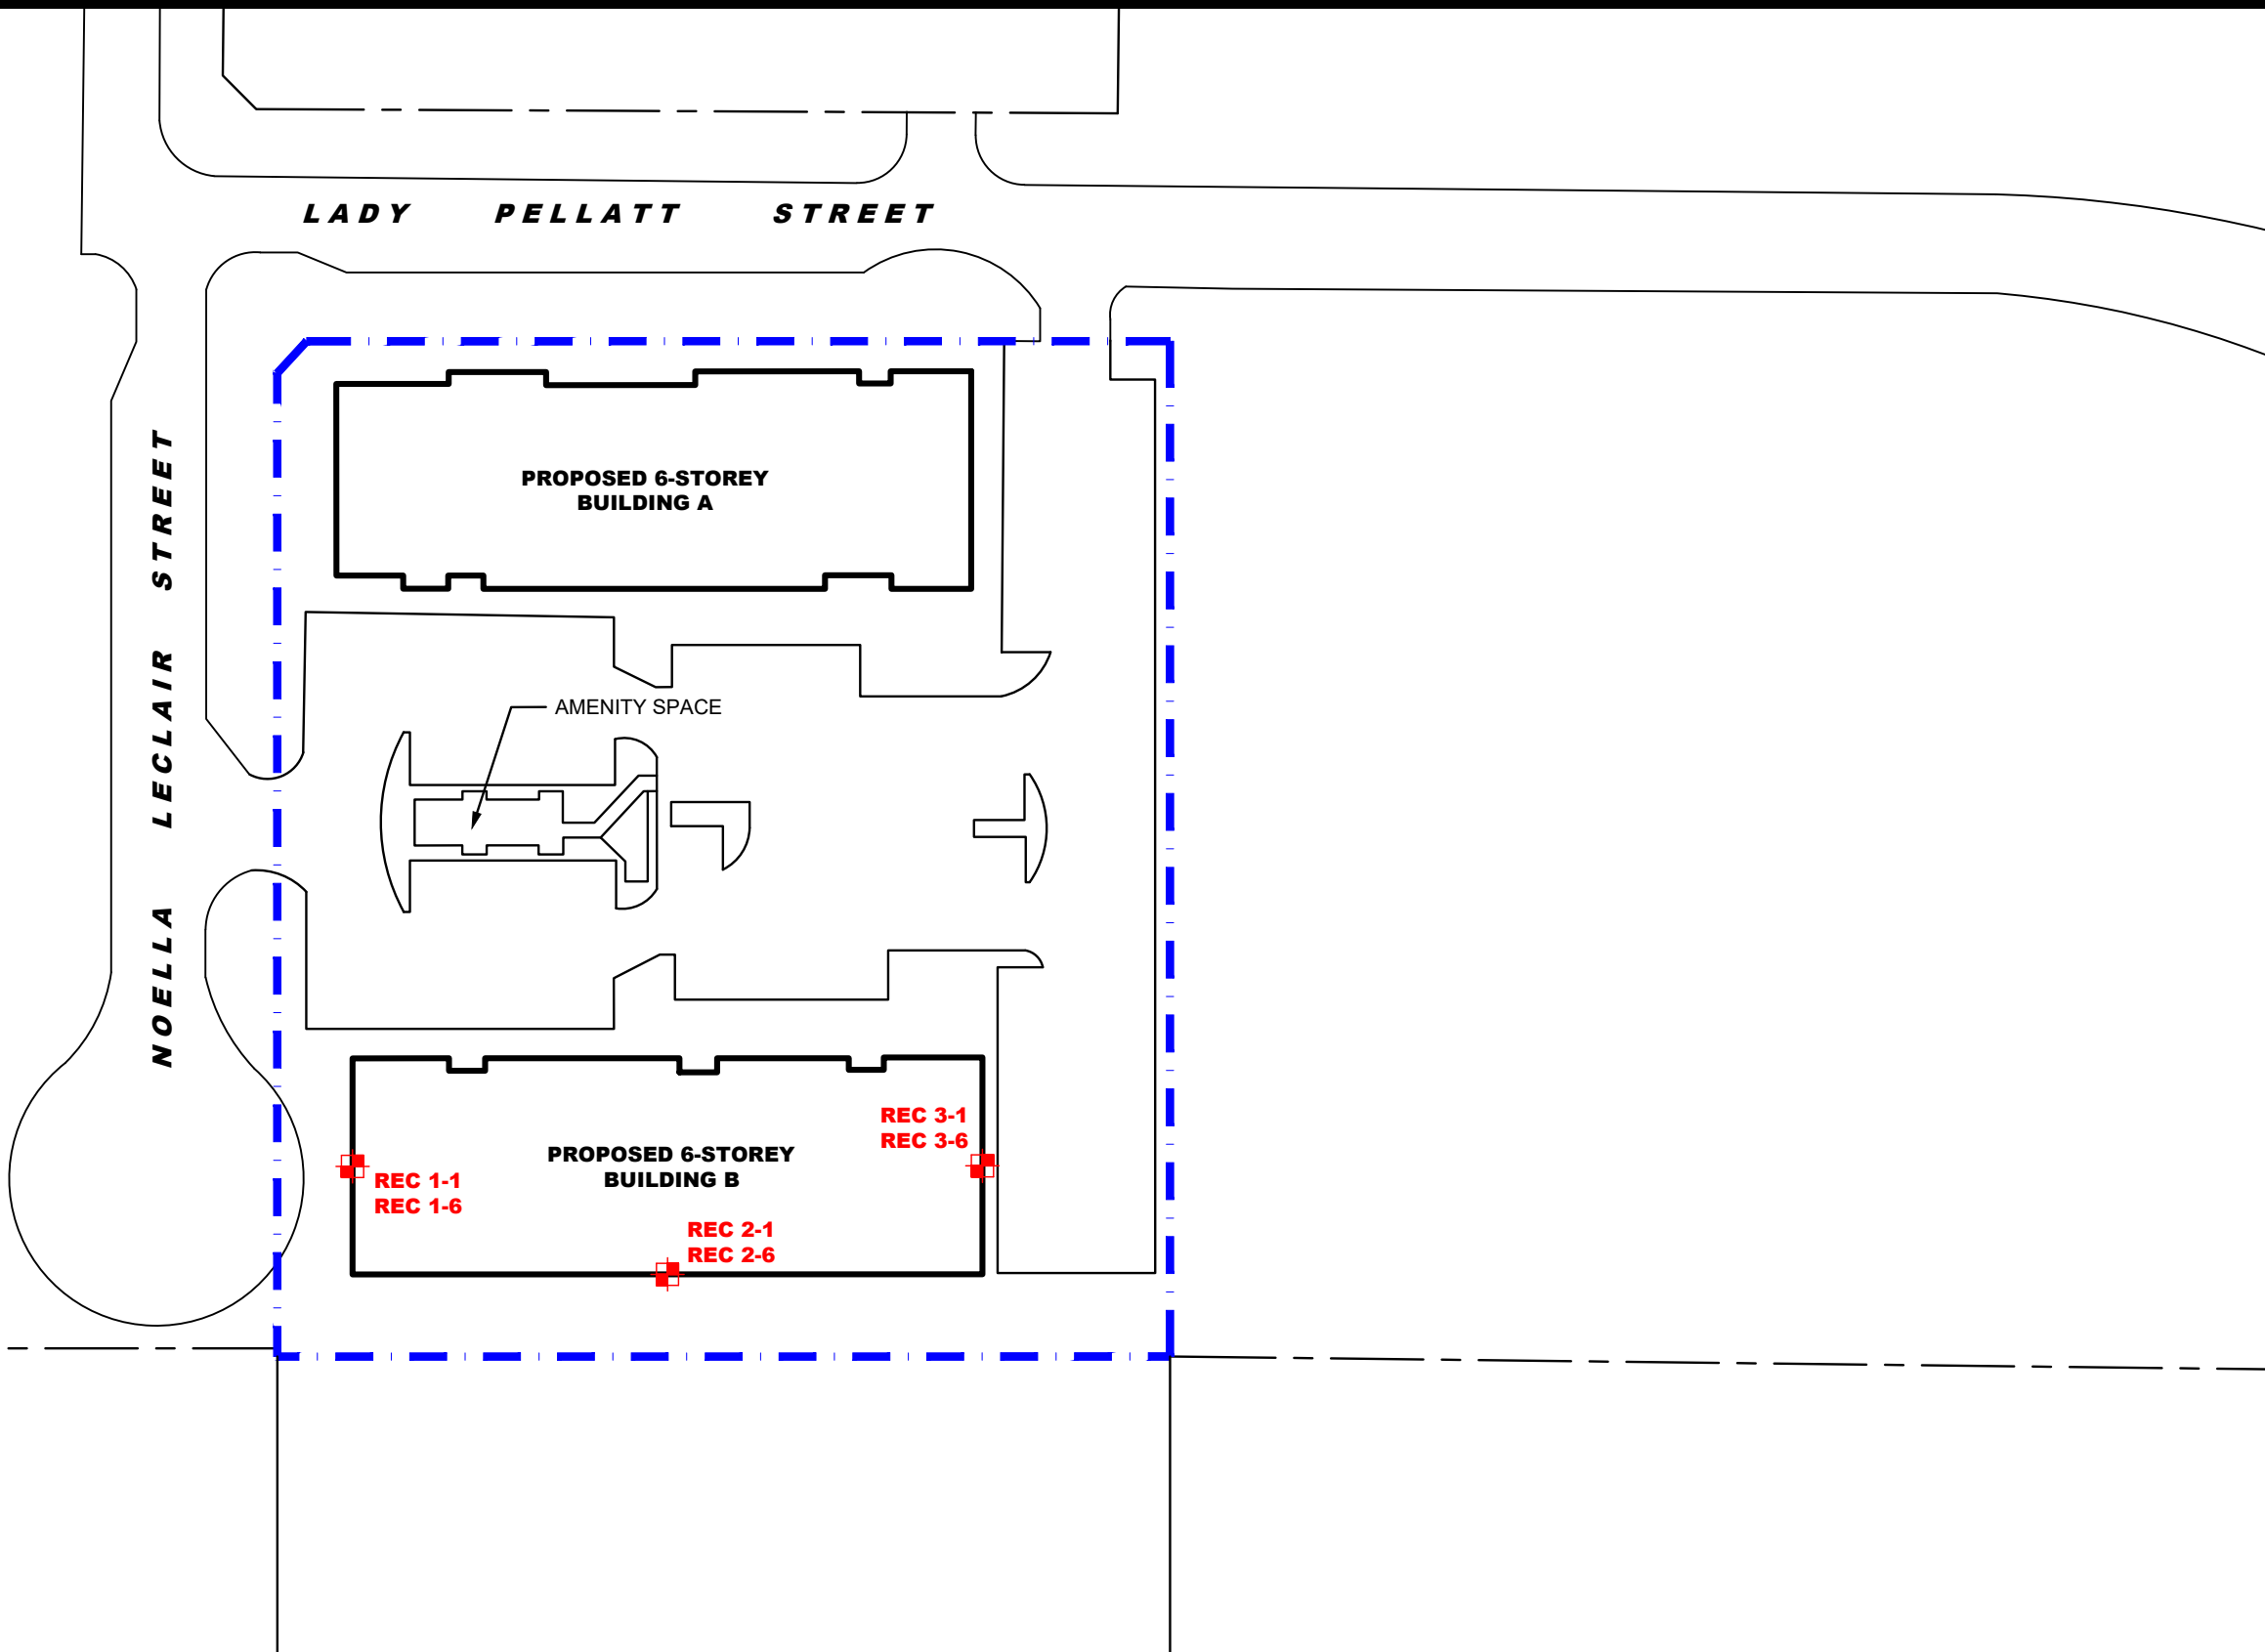 LADY PELLATT STREET
PROPOSED 6-STOREY
BUILDING A
NOELLA LECLAIR STREET
AMENITY SPACE
REC 3-1
REC 3-6
PROPOSED 6-STOREY
BUILDING B
REC 1-1
REC 1-6
REC 2-1
REC 2-6